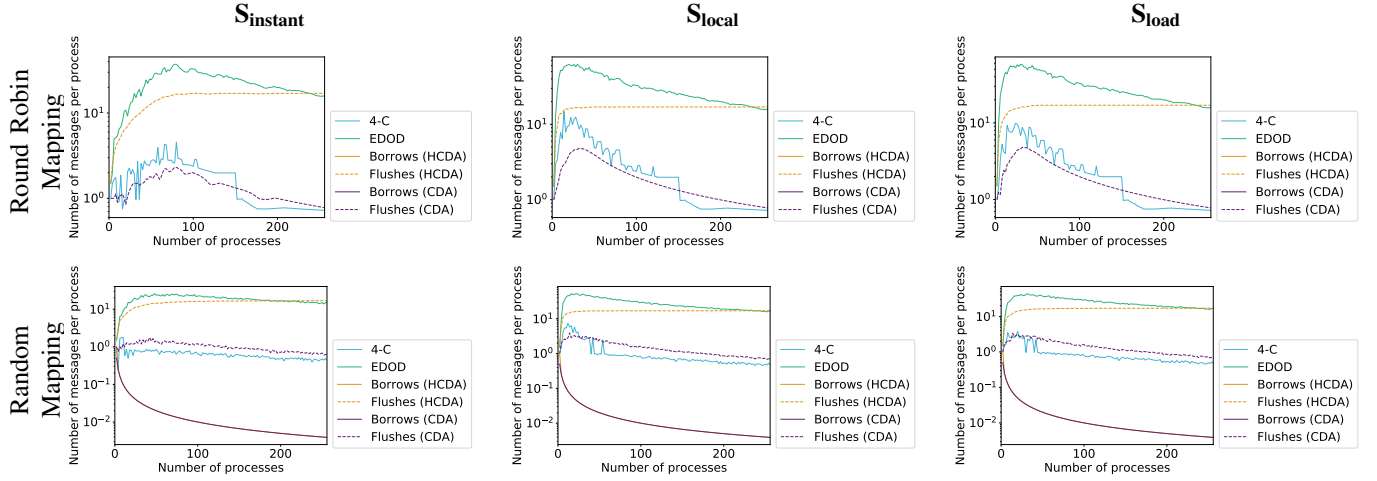 S_instant
S_local
S_load
Round Robin
Mapping
Number of messages per process
10^1
10^0
0
100
200
Number of processes
4-C
EDOD
Borrows (HCDA)
Flushes (HCDA)
Borrows (CDA)
Flushes (CDA)
Number of messages per process
10^1
10^0
0
100
200
Number of processes
4-C
EDOD
Borrows (HCDA)
Flushes (HCDA)
Borrows (CDA)
Flushes (CDA)
Number of messages per process
10^1
10^0
0
100
200
Number of processes
4-C
EDOD
Borrows (HCDA)
Flushes (HCDA)
Borrows (CDA)
Flushes (CDA)
Random
Mapping
Number of messages per process
10^1
10^0
10^−1
10^−2
0
100
200
Number of processes
4-C
EDOD
Borrows (HCDA)
Flushes (HCDA)
Borrows (CDA)
Flushes (CDA)
Number of messages per process
10^1
10^0
10^−1
10^−2
0
100
200
Number of processes
4-C
EDOD
Borrows (HCDA)
Flushes (HCDA)
Borrows (CDA)
Flushes (CDA)
Number of messages per process
10^1
10^0
10^−1
10^−2
0
100
200
Number of processes
4-C
EDOD
Borrows (HCDA)
Flushes (HCDA)
Borrows (CDA)
Flushes (CDA)